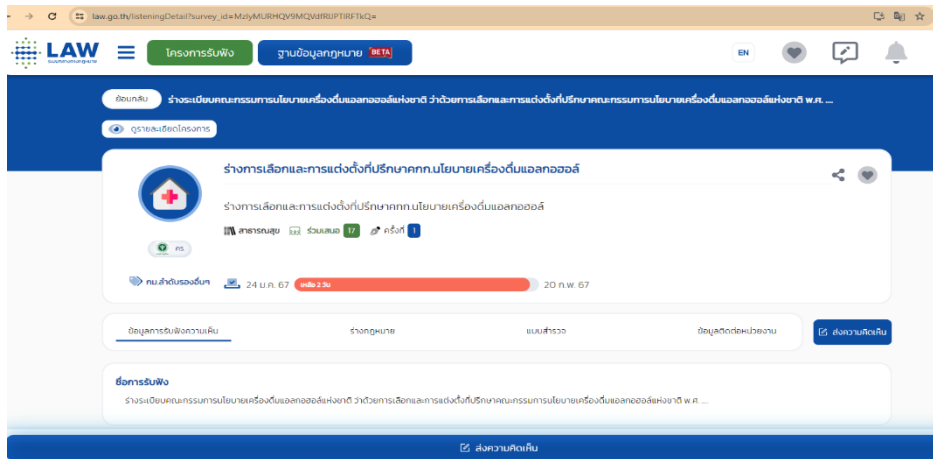 law.go.th/listeningDetail?survey_id=MzIyMURHQV9MQVdfRlJPTlRFTkQ=
LAW
โครงการรับฟัง
ฐานข้อมูลกฎหมาย BETA
EN
ย้อนกลับ ร่างระเบียบคณะกรรมการนโยบายเครื่องดื่มแอลกอฮอล์แห่งชาติ ว่าด้วยการเลือกและการแต่งตั้งที่ปรึกษาคณะกรรมการนโยบายเครื่องดื่มแอลกอฮอล์แห่งชาติ พ.ศ. ...
ดูรายละเอียดโครงการ
ร่างการเลือกและการแต่งตั้งที่ปรึกษาคกก.นโยบายเครื่องดื่มแอลกอฮอล์
ร่างการเลือกและการแต่งตั้งที่ปรึกษาคกก.นโยบายเครื่องดื่มแอลกอฮอล์
สาธารณสุข ร่วมเสนอ 17 ครั้งที่ 1
กร
กม.ลำดับรองอื่นๆ 24 ม.ค. 67 เหลือ 2 วัน 20 ก.พ. 67
ข้อมูลการรับฟังความเห็น ร่างกฎหมาย แบบสำรวจ ข้อมูลติดต่อหน่วยงาน ส่งความคิดเห็น
ชื่อการรับฟัง
ร่างระเบียบคณะกรรมการนโยบายเครื่องดื่มแอลกอฮอล์แห่งชาติ ว่าด้วยการเลือกและการแต่งตั้งที่ปรึกษาคณะกรรมการนโยบายเครื่องดื่มแอลกอฮอล์แห่งชาติ พ.ศ. ...
ส่งความคิดเห็น